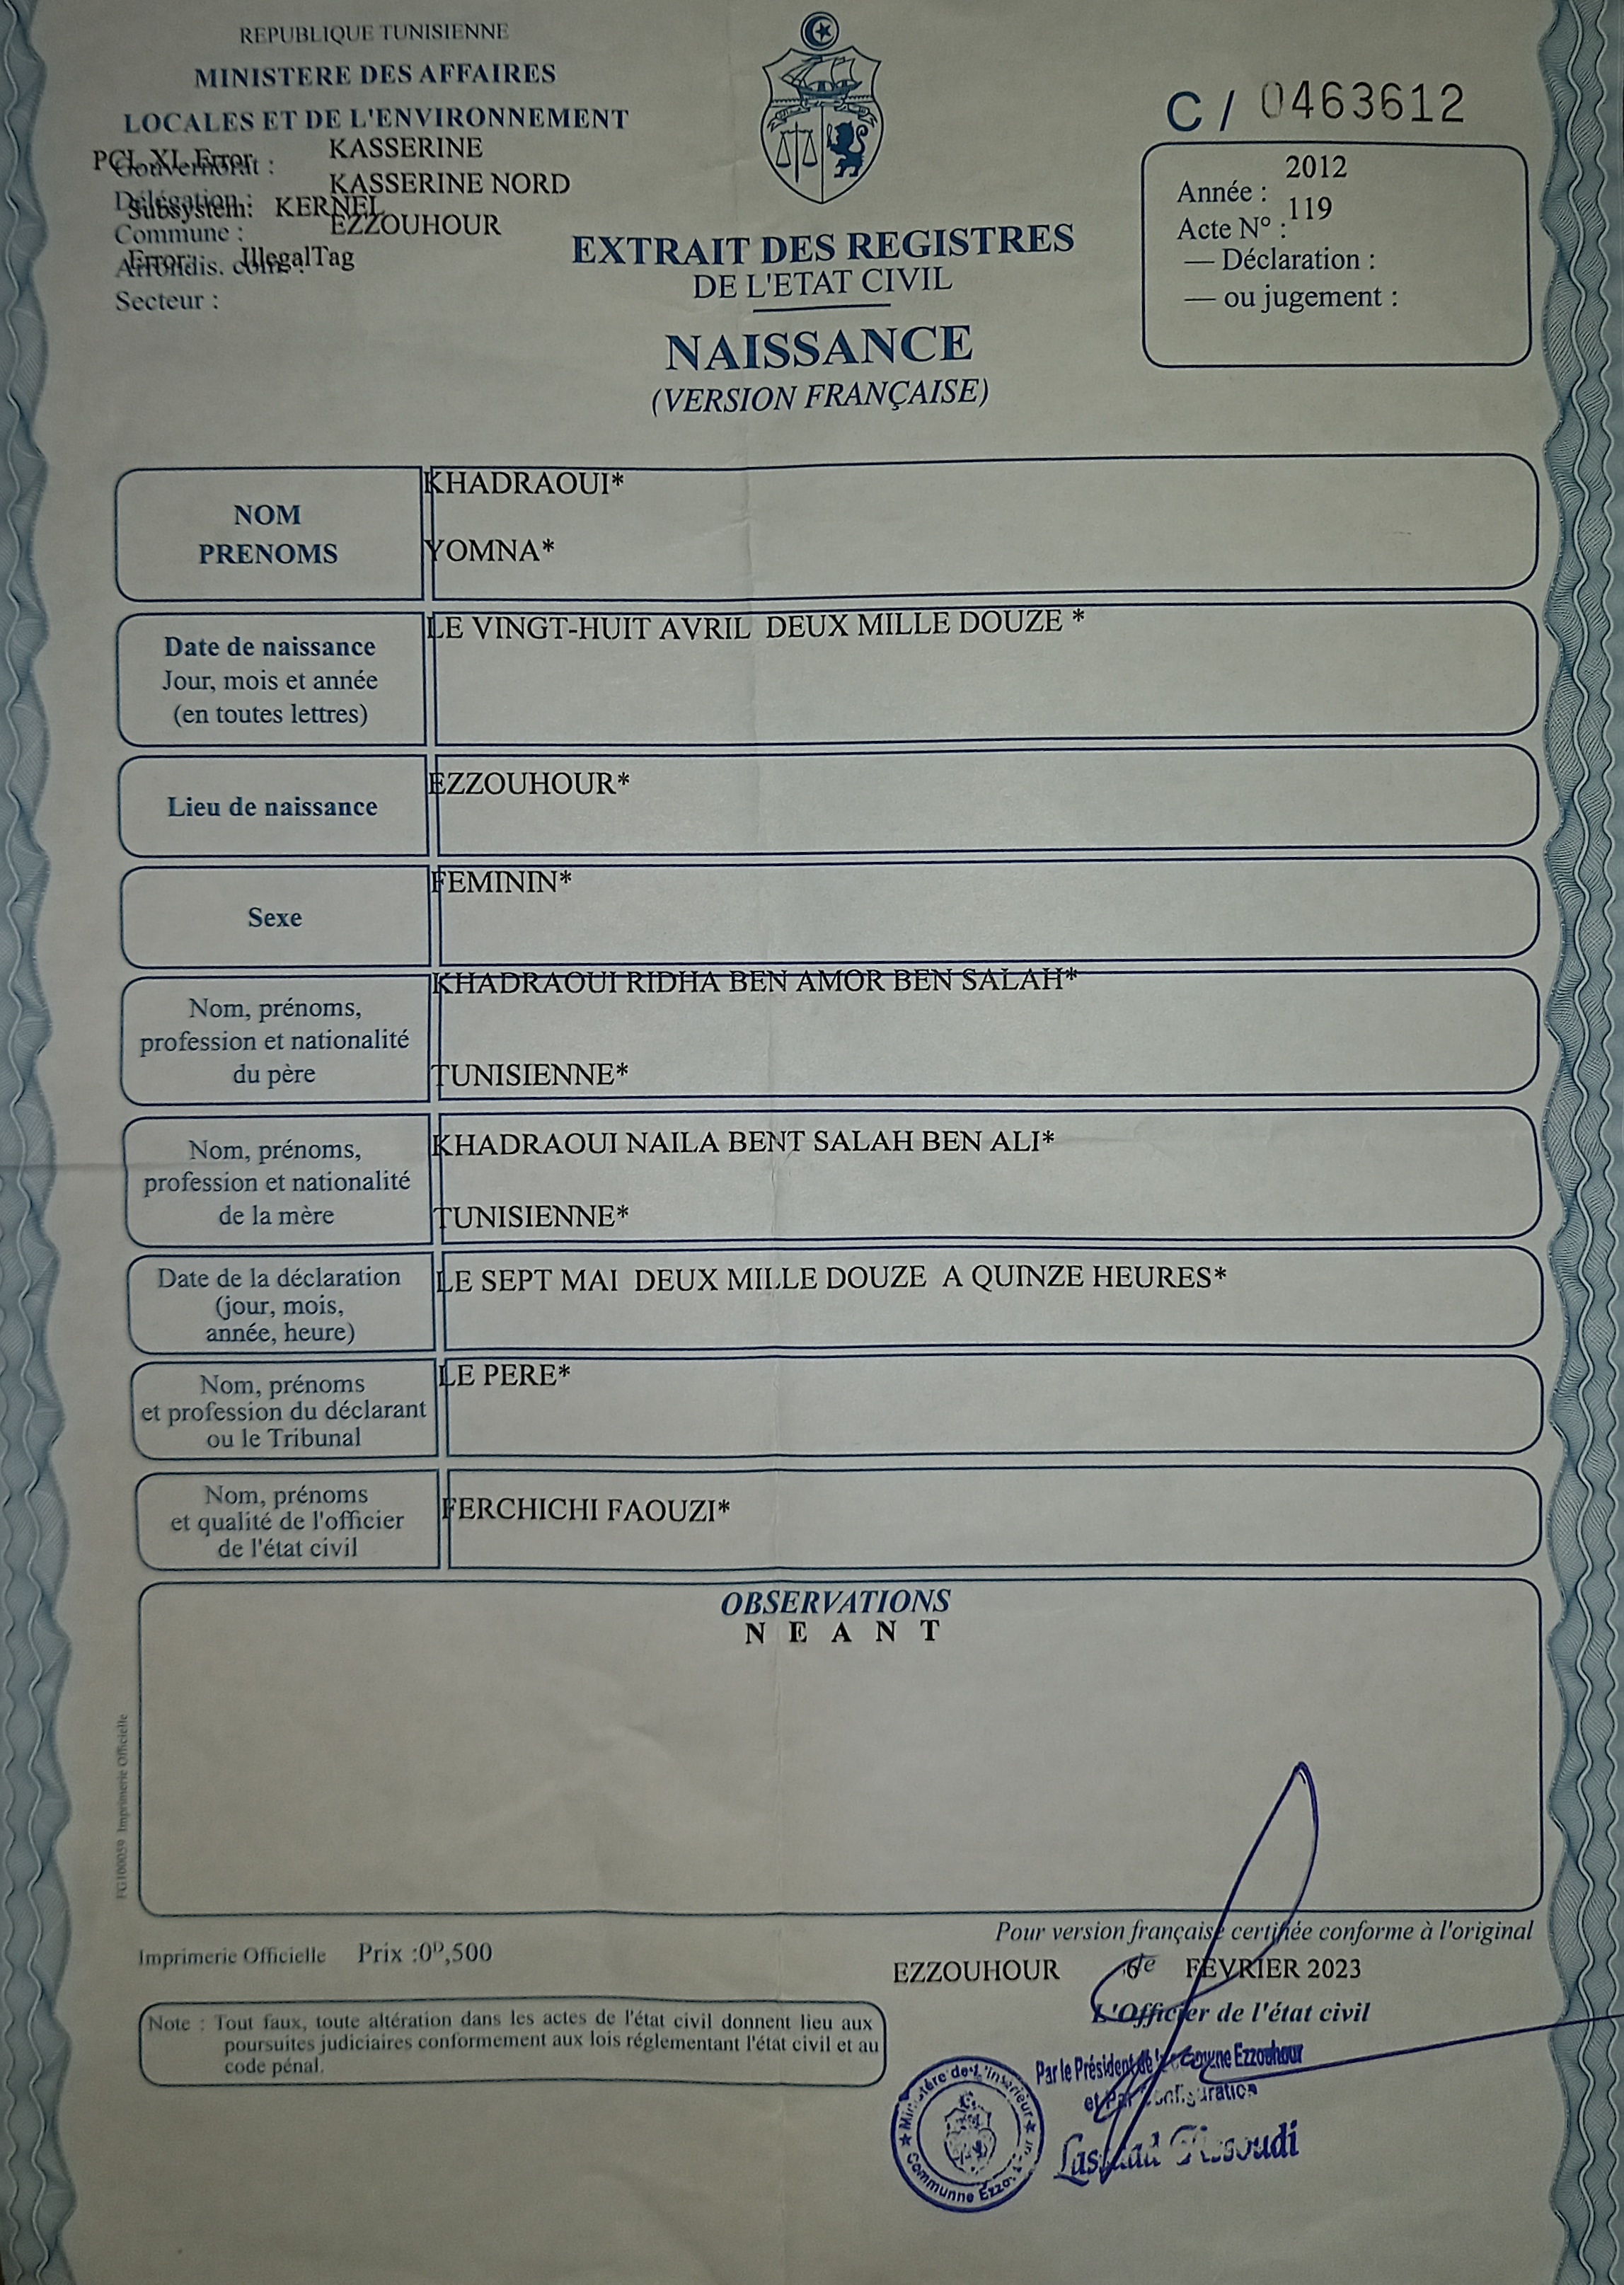 REPUBLIQUE TUNISIENNE
MINISTERE DES AFFAIRES
LOCALES ET DE L'ENVIRONNEMENT
PCL XL Error
Gouvernorat : KASSERINE
Délégation : KASSERINE NORD
Subsystem: KERNEL
Commune : EZZOUHOUR
Error: IllegalTag
Arrondis. com. :
Secteur :
C / 0463612
Année : 2012
Acte N° : 119
— Déclaration :
— ou jugement :
EXTRAIT DES REGISTRES
DE L'ETAT CIVIL
NAISSANCE
(VERSION FRANÇAISE)
NOM
PRENOMS
KHADRAOUI*
YOMNA*
Date de naissance
Jour, mois et année
(en toutes lettres)
LE VINGT-HUIT AVRIL DEUX MILLE DOUZE *
Lieu de naissance
EZZOUHOUR*
Sexe
FEMININ*
Nom, prénoms,
profession et nationalité
du père
KHADRAOUI RIDHA BEN AMOR BEN SALAH*
TUNISIENNE*
Nom, prénoms,
profession et nationalité
de la mère
KHADRAOUI NAILA BENT SALAH BEN ALI*
TUNISIENNE*
Date de la déclaration
(jour, mois,
année, heure)
LE SEPT MAI DEUX MILLE DOUZE A QUINZE HEURES*
Nom, prénoms
et profession du déclarant
ou le Tribunal
LE PERE*
Nom, prénoms
et qualité de l'officier
de l'état civil
FERCHICHI FAOUZI*
OBSERVATIONS
N E A N T
FG100059 Imprimerie Officielle
Pour version française certifiée conforme à l'original
Imprimerie Officielle Prix :0ᴰ,500
EZZOUHOUR 6 FÉVRIER 2023
L'Officier de l'état civil
Note : Tout faux, toute altération dans les actes de l'état civil donnent lieu aux
poursuites judiciaires conformement aux lois réglementant l'état civil et au
code pénal.
Par le Président de la commune Ezzouhour
et Par
Ministère de L'intérieur
Communne